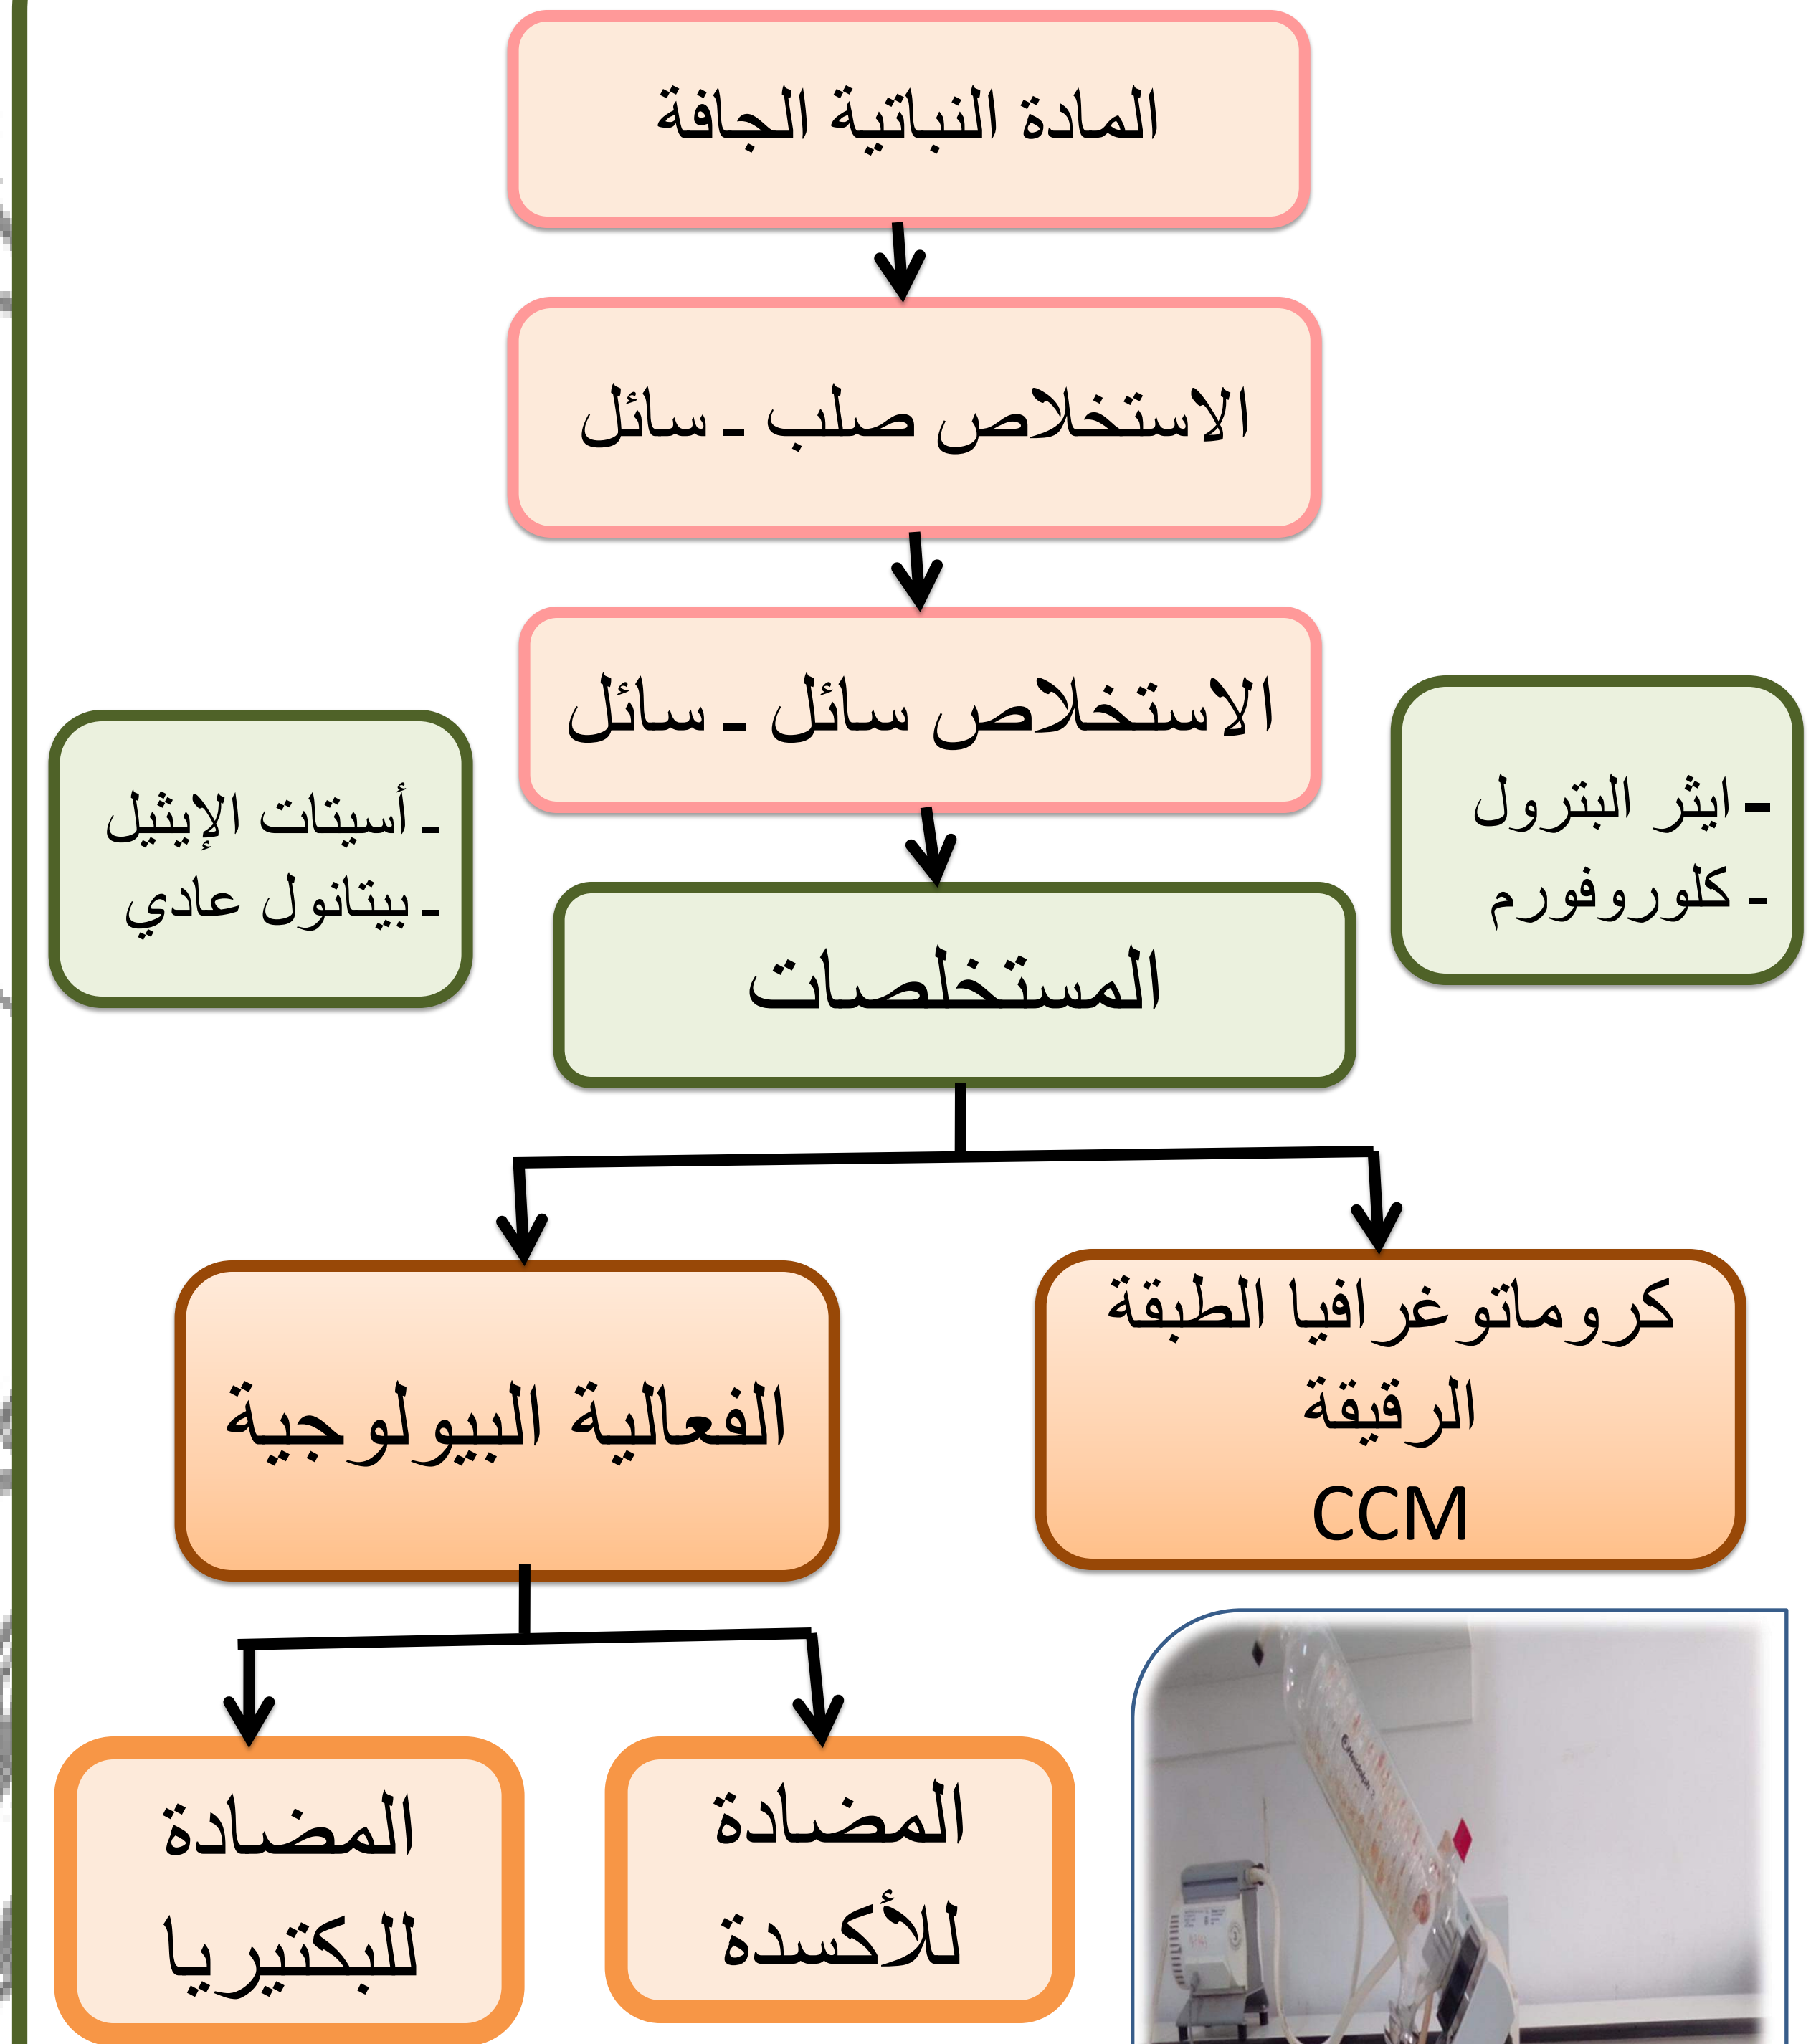 المادة النباتية الجافة
الاستخلاص صلب - سائل
الاستخلاص سائل - سائل
- ايثر البترول
- كلوروفورم
- أسيتات الإيثيل
- بيتانول عادي
المستخلصات
كروماتوغرافيا الطبقة
الرقيقة
CCM
الفعالية البيولوجية
المضادة
للأكسدة
المضادة
للبكتيريا
Heidolph